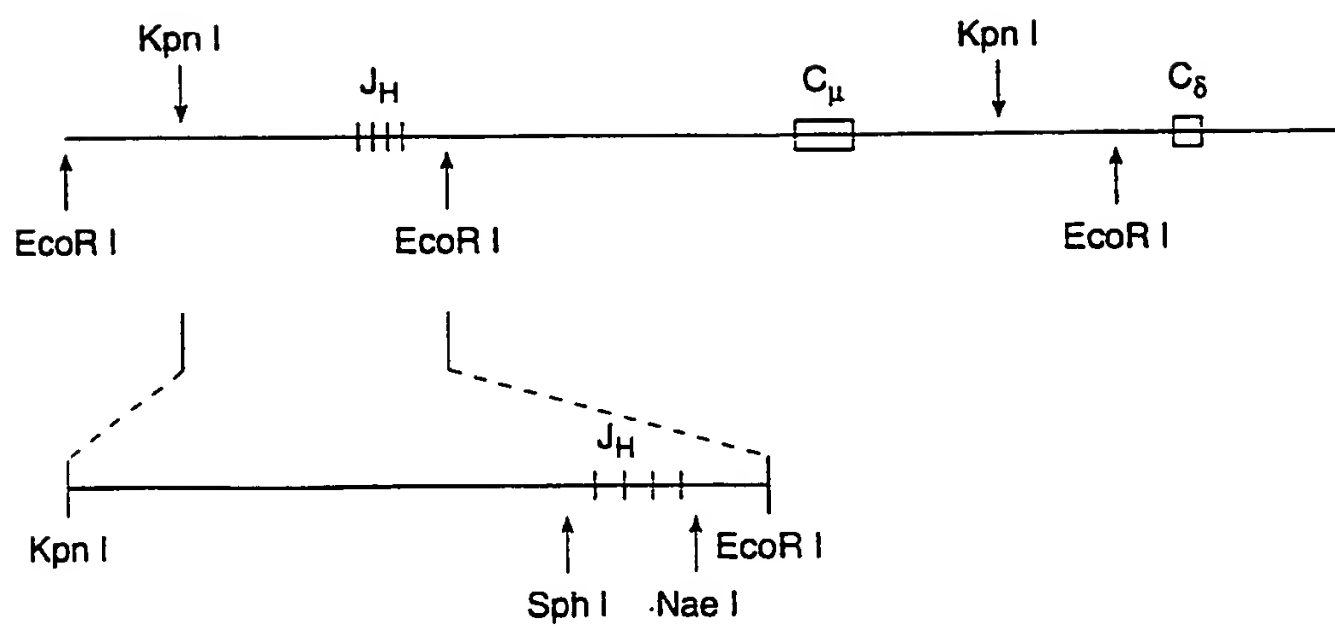 Kpn I
Kpn I
J_H
C_μ
C_δ
EcoR I
EcoR I
EcoR I
J_H
Kpn I
EcoR I
Sph I
Nae I